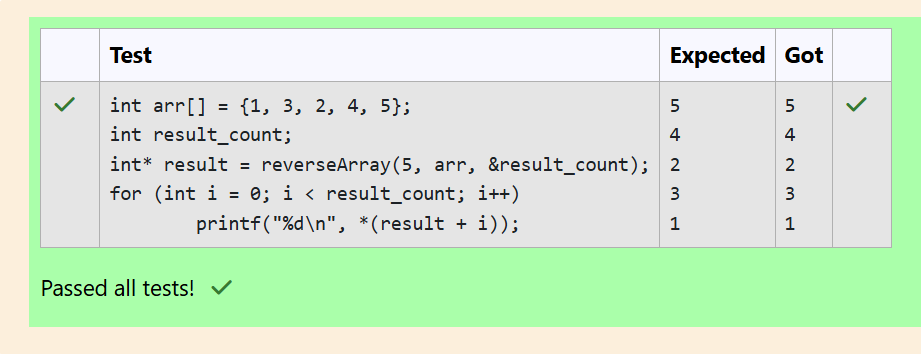 Test Expected Got
int arr[] = {1, 3, 2, 4, 5}; 5 5
int result_count; 4 4
int* result = reverseArray(5, arr, &result_count); 2 2
for (int i = 0; i < result_count; i++) 3 3
printf("%d\n", *(result + i)); 1 1
Passed all tests!